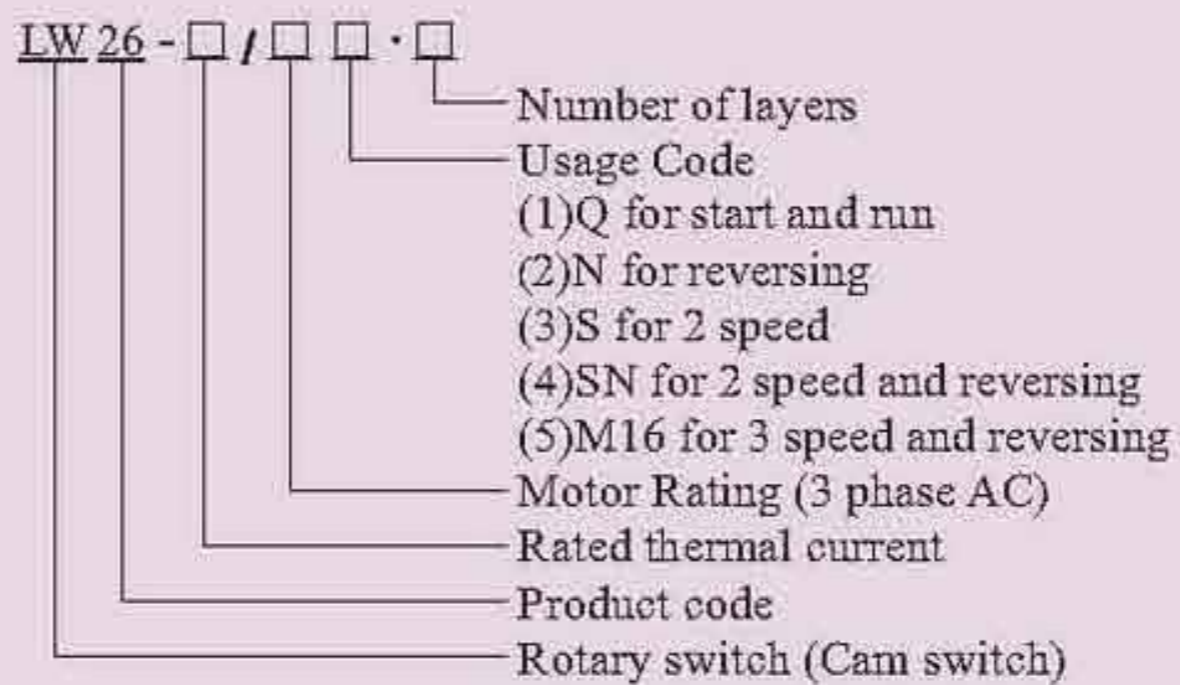 LW 26 - □ / □ □ · □
Number of layers
Usage Code
(1)Q for start and run
(2)N for reversing
(3)S for 2 speed
(4)SN for 2 speed and reversing
(5)M16 for 3 speed and reversing
Motor Rating (3 phase AC)
Rated thermal current
Product code
Rotary switch (Cam switch)